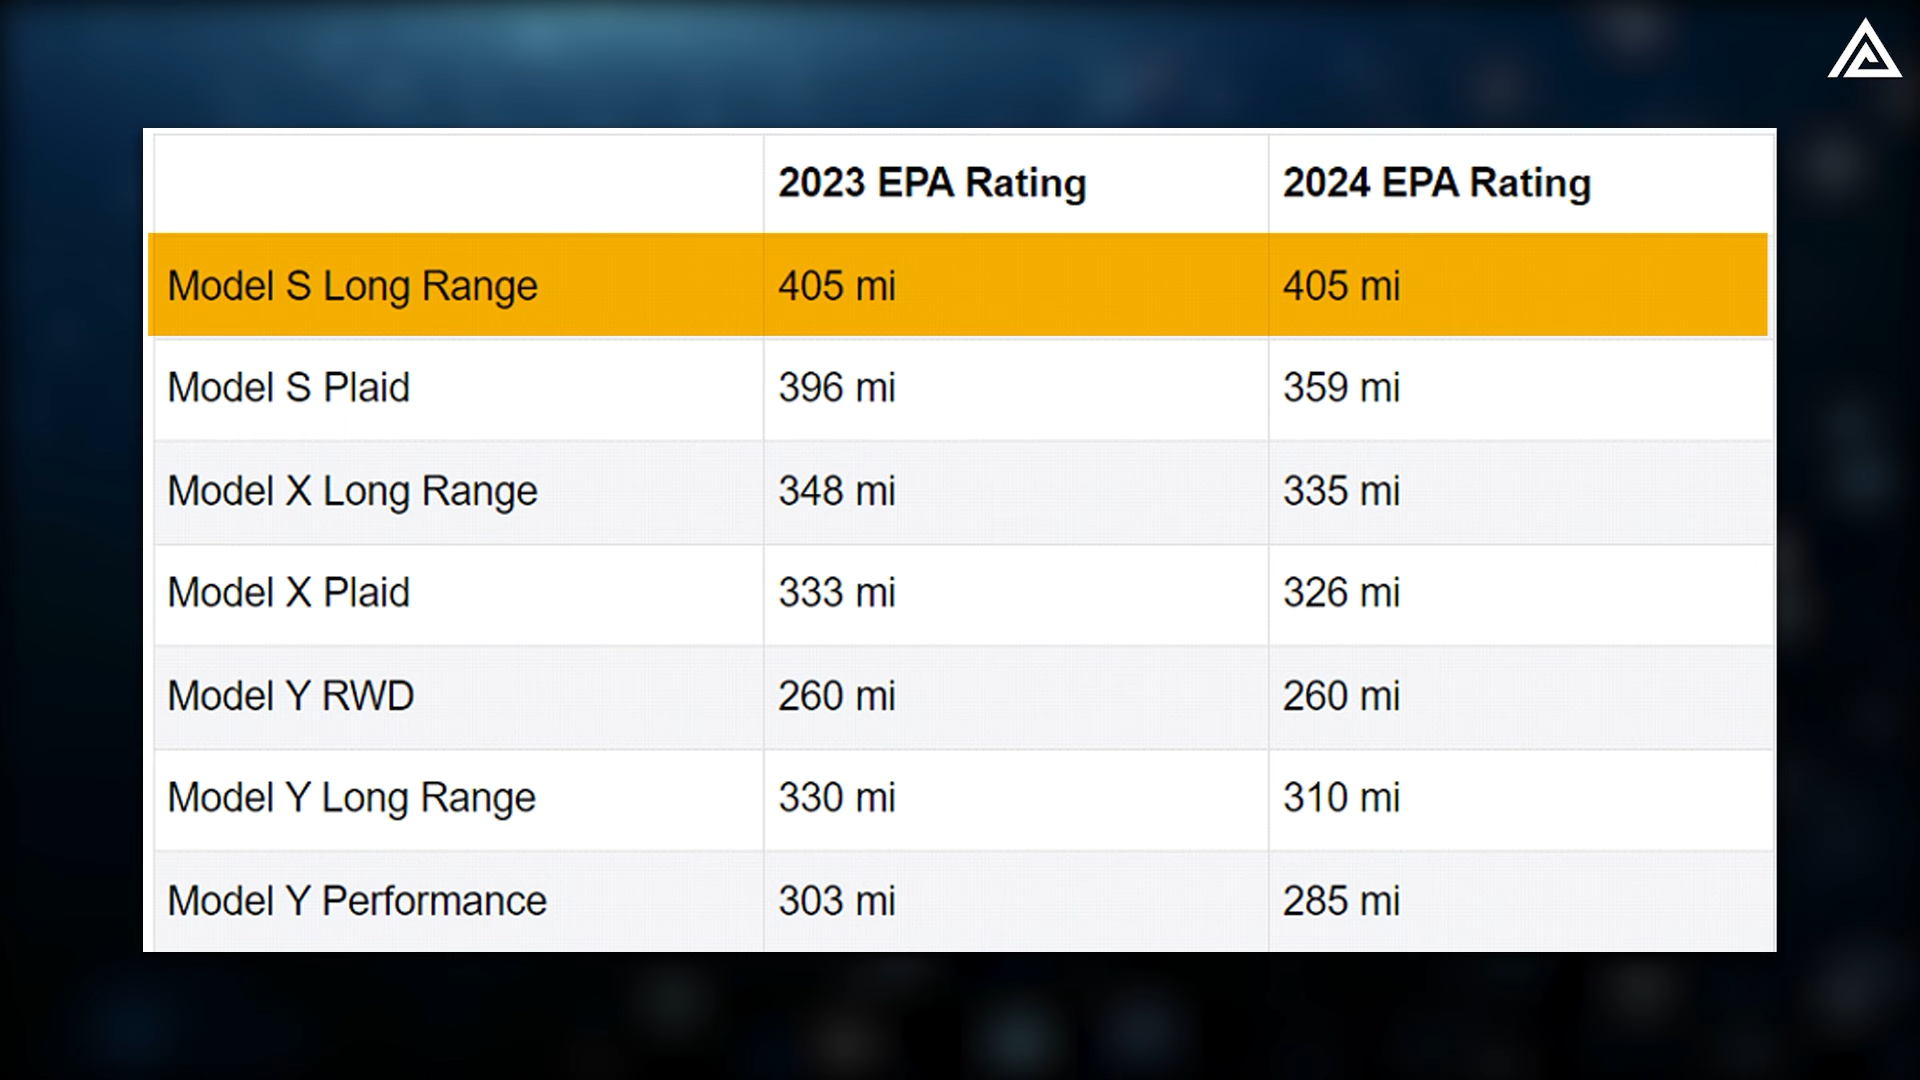 2023 EPA Rating 2024 EPA Rating
Model S Long Range 405 mi 405 mi
Model S Plaid 396 mi 359 mi
Model X Long Range 348 mi 335 mi
Model X Plaid 333 mi 326 mi
Model Y RWD 260 mi 260 mi
Model Y Long Range 330 mi 310 mi
Model Y Performance 303 mi 285 mi